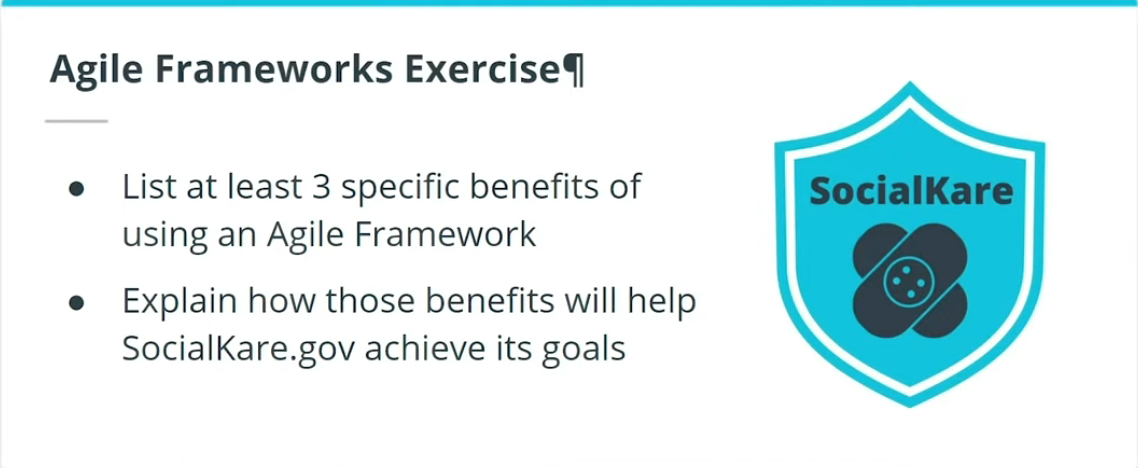 Agile Frameworks Exercise¶
● List at least 3 specific benefits of
using an Agile Framework
● Explain how those benefits will help
SocialKare.gov achieve its goals
SocialKare